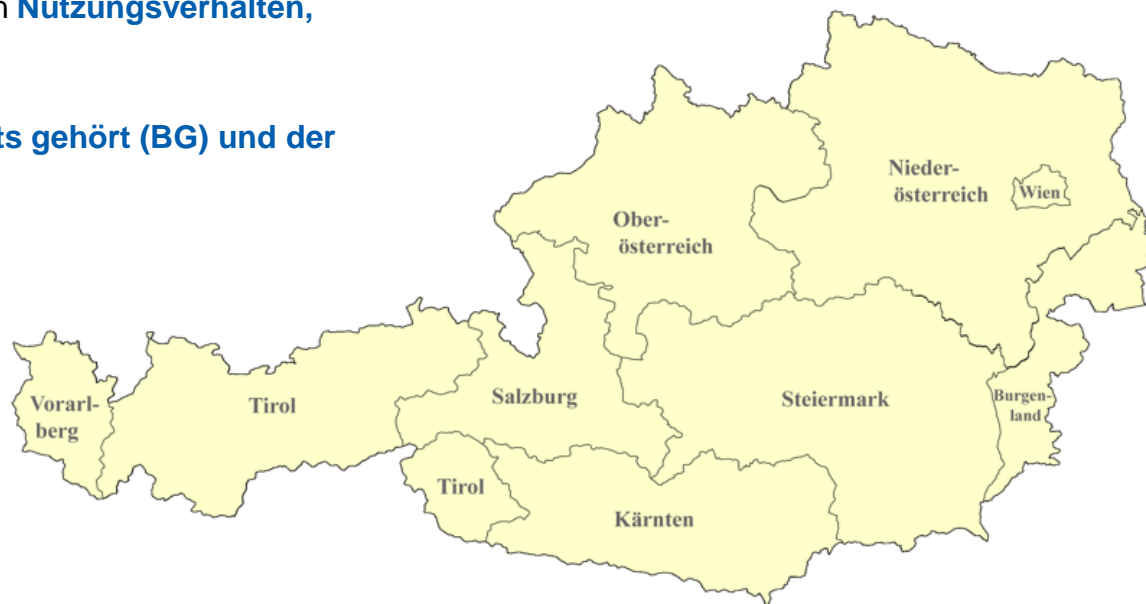 n Nutzungsverhalten,
ts gehört (BG) und der
Nieder-
österreich
Wien
Ober-
österreich
Vorarl-
berg
Tirol
Salzburg
Steiermark
Burgen-
land
Tirol
Kärnten